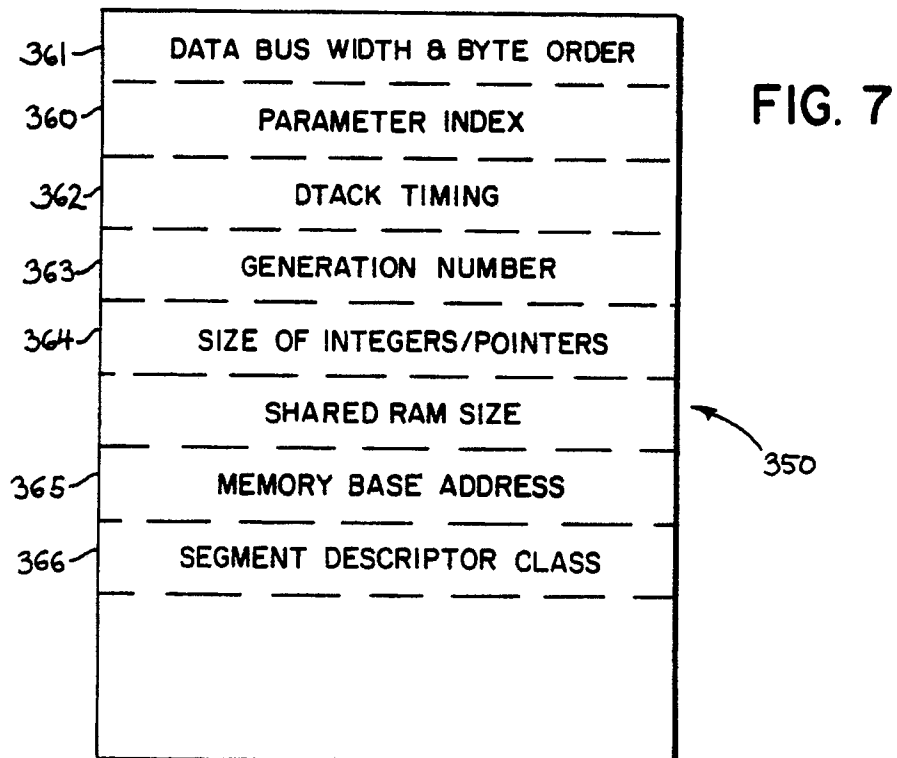 361 DATA BUS WIDTH & BYTE ORDER
FIG. 7
360 PARAMETER INDEX
362 DTACK TIMING
363 GENERATION NUMBER
364 SIZE OF INTEGERS/POINTERS
SHARED RAM SIZE
350
365 MEMORY BASE ADDRESS
366 SEGMENT DESCRIPTOR CLASS